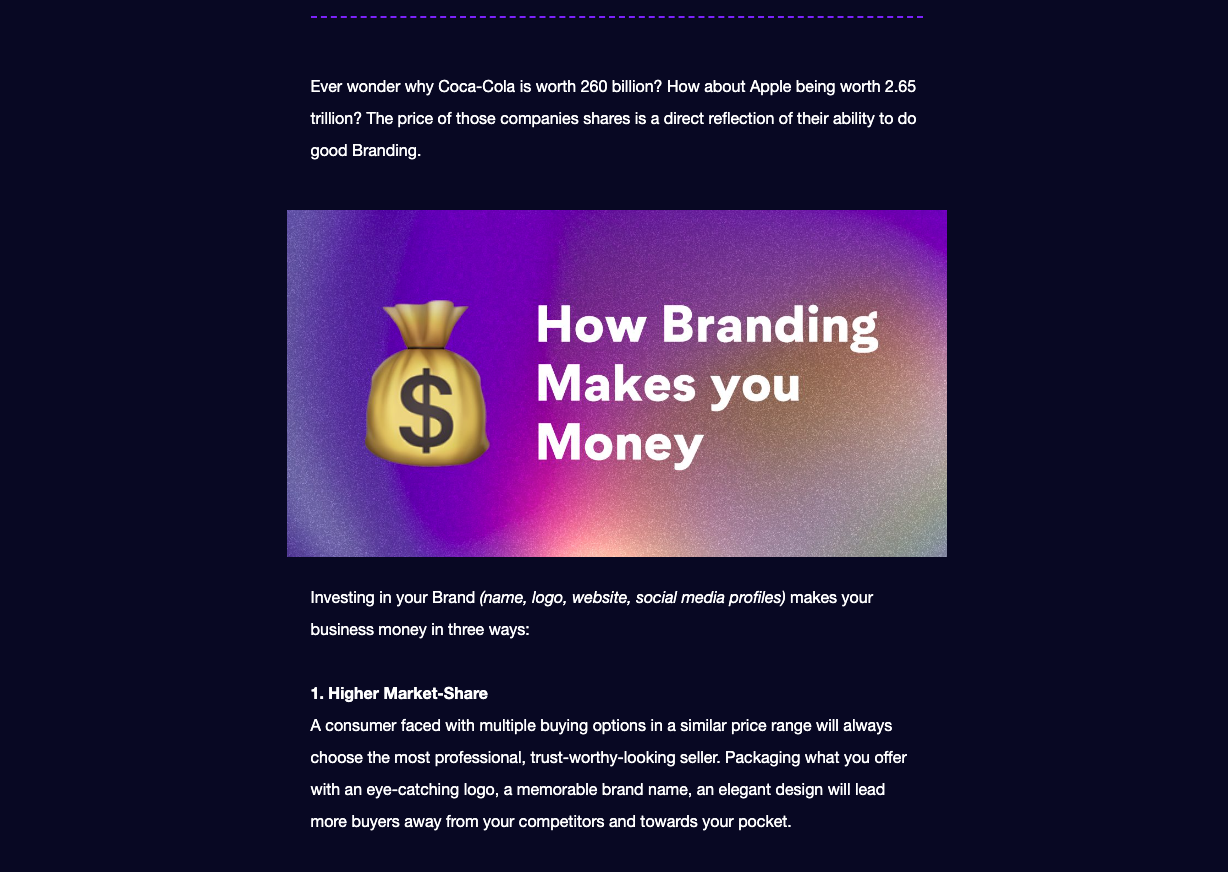 Ever wonder why Coca-Cola is worth 260 billion? How about Apple being worth 2.65
trillion? The price of those companies shares is a direct reflection of their ability to do
good Branding.
$
How Branding
Makes you
Money
Investing in your Brand (name, logo, website, social media profiles) makes your
business money in three ways:
1. Higher Market-Share
A consumer faced with multiple buying options in a similar price range will always
choose the most professional, trust-worthy-looking seller. Packaging what you offer
with an eye-catching logo, a memorable brand name, an elegant design will lead
more buyers away from your competitors and towards your pocket.